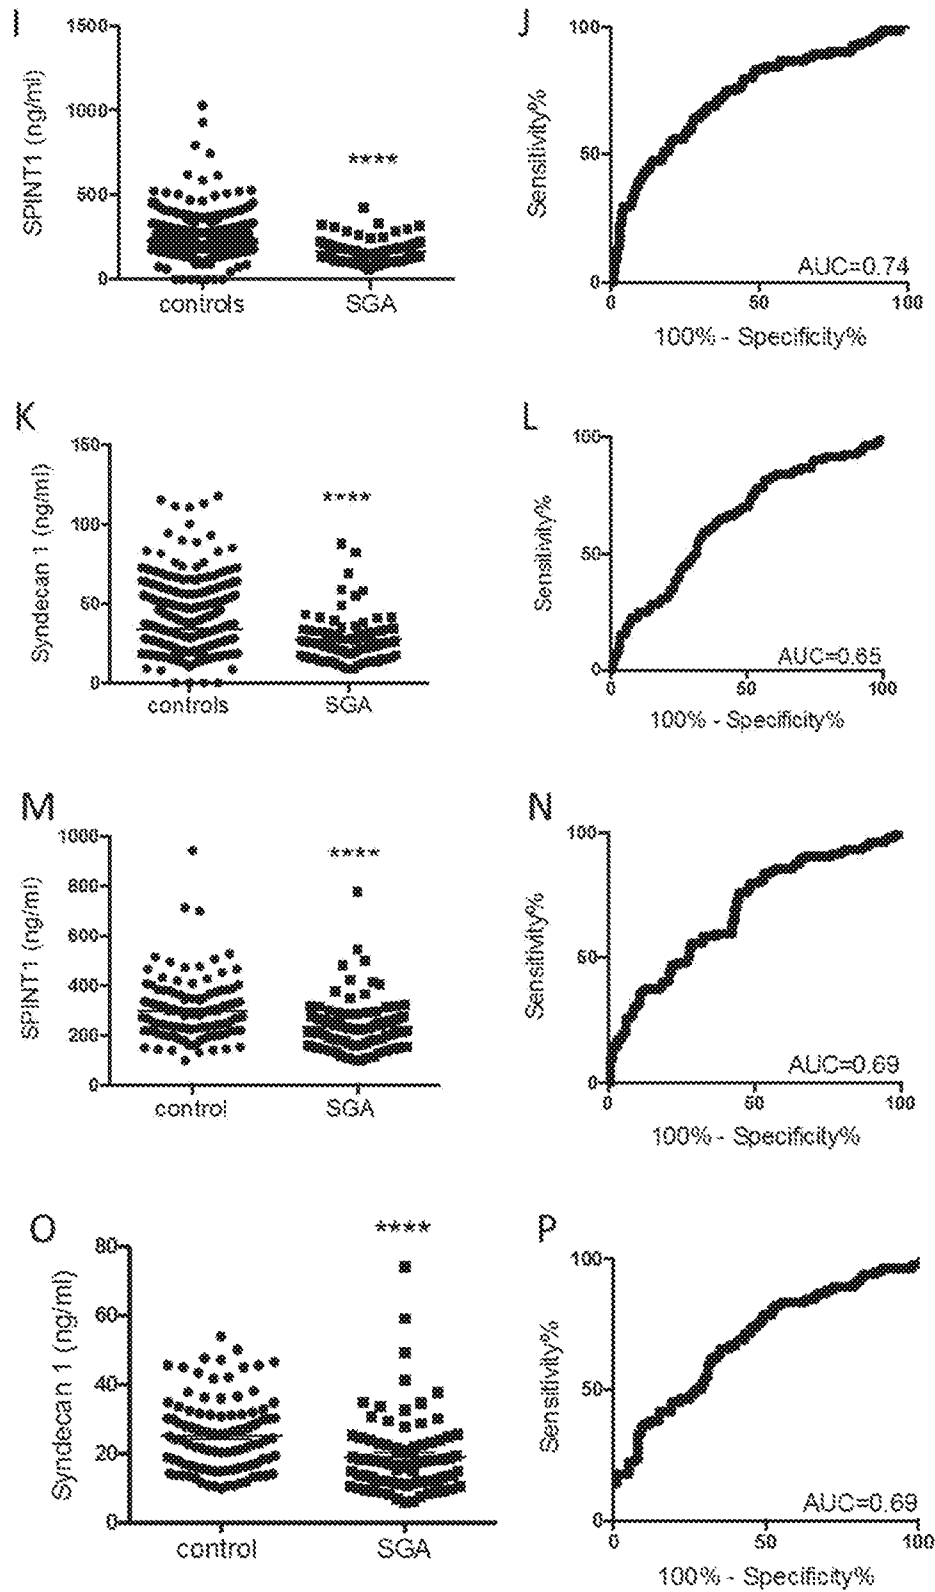 I
SPINT1 (ng/ml)
1500
1000
500
0
****
controls
SGA
J
Sensitivity%
100
50
0
AUC=0.74
0
50
100
100% - Specificity%
K
Syndecan 1 (ng/ml)
150
100
50
0
****
controls
SGA
L
Sensitivity%
100
50
0
AUC=0.65
0
50
100
100% - Specificity%
M
SPINT1 (ng/ml)
1000
800
600
400
200
0
****
control
SGA
N
Sensitivity%
100
50
0
AUC=0.69
0
50
100
100% - Specificity%
O
Syndecan 1 (ng/ml)
80
60
40
20
0
****
control
SGA
P
Sensitivity%
100
50
0
AUC=0.69
0
50
100
100% - Specificity%